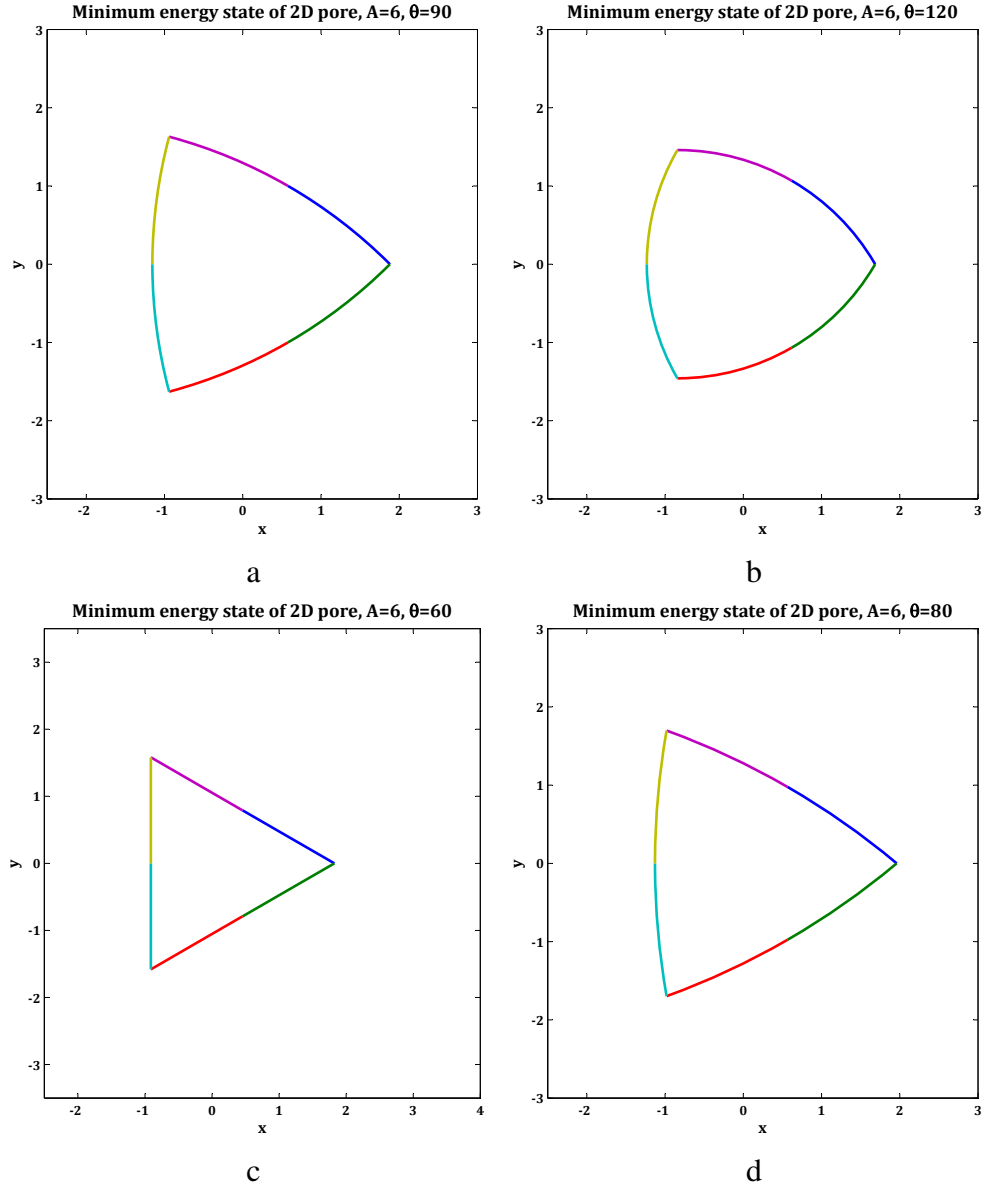 Minimum energy state of 2D pore, A=6, θ=90
3
2
1
0
-1
-2
-3
y
-2 -1 0 1 2 3
x
a
Minimum energy state of 2D pore, A=6, θ=120
3
2
1
0
-1
-2
-3
y
-2 -1 0 1 2 3
x
b
Minimum energy state of 2D pore, A=6, θ=60
3
2
1
0
-1
-2
-3
y
-2 -1 0 1 2 3 4
x
c
Minimum energy state of 2D pore, A=6, θ=80
3
2
1
0
-1
-2
-3
y
-2 -1 0 1 2 3
x
d